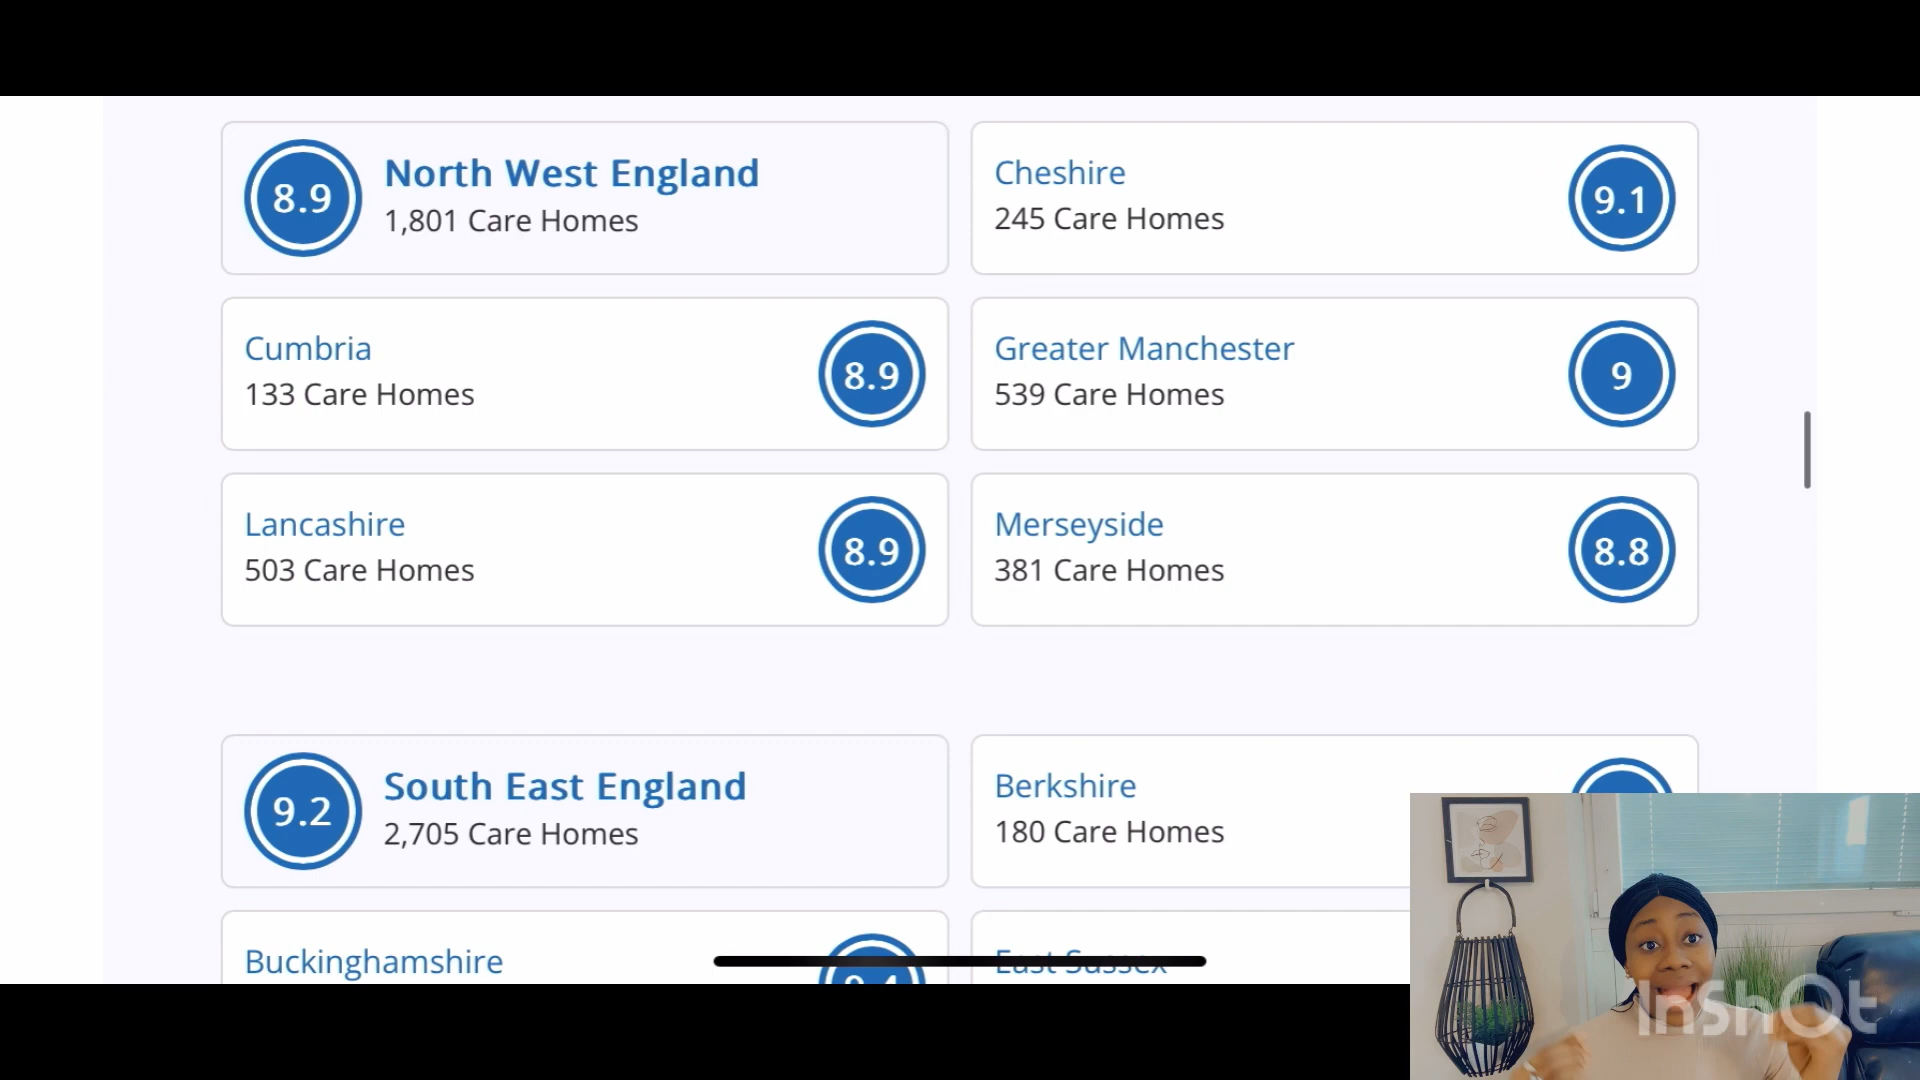 8.9
North West England
1,801 Care Homes
Cheshire
245 Care Homes
9.1
Cumbria
133 Care Homes
8.9
Greater Manchester
539 Care Homes
9
Lancashire
503 Care Homes
8.9
Merseyside
381 Care Homes
8.8
9.2
South East England
2,705 Care Homes
Berkshire
180 Care Homes
Buckinghamshire
East Sussex
InShOt